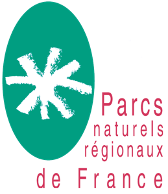 Parcs
naturels
régionaux
de France